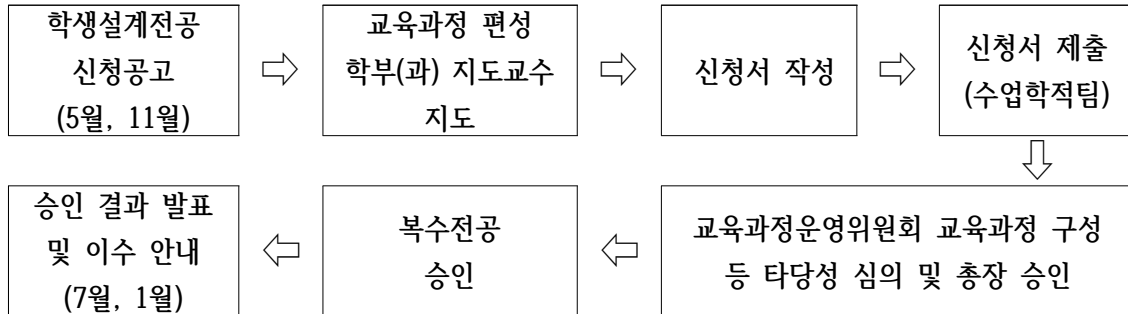 학생설계전공
신청공고
(5월, 11월)
교육과정 편성
학부(과) 지도교수
지도
신청서 작성
신청서 제출
(수업학적팀)
교육과정운영위원회 교육과정 구성
등 타당성 심의 및 총장 승인
복수전공
승인
승인 결과 발표
및 이수 안내
(7월, 1월)